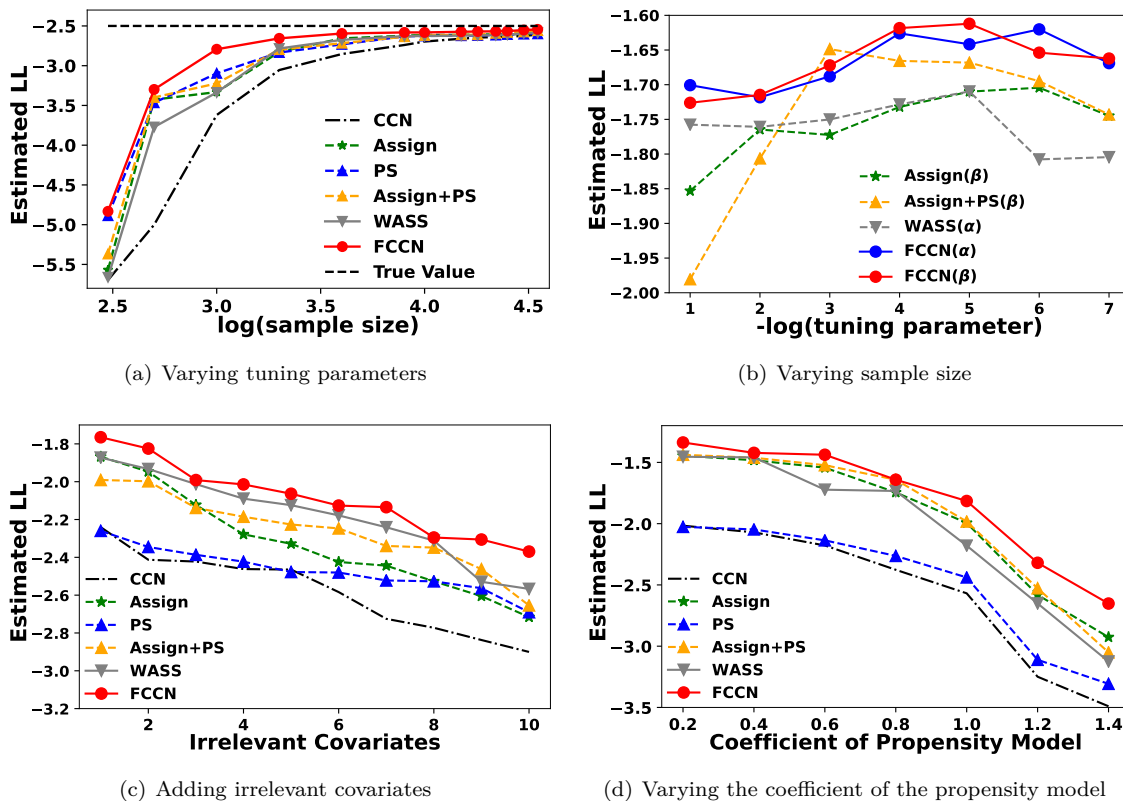 −2.5
−3.0
−3.5
−4.0
−4.5
−5.0
−5.5
Estimated LL
CCN
Assign
PS
Assign+PS
WASS
FCCN
True Value
2.5 3.0 3.5 4.0 4.5
log(sample size)
(a) Varying tuning parameters
−1.60
−1.65
−1.70
−1.75
−1.80
−1.85
−1.90
−1.95
−2.00
Estimated LL
Assign(β)
Assign+PS(β)
WASS(α)
FCCN(α)
FCCN(β)
1 2 3 4 5 6 7
-log(tuning parameter)
(b) Varying sample size
−1.8
−2.0
−2.2
−2.4
−2.6
−2.8
−3.0
−3.2
Estimated LL
CCN
Assign
PS
Assign+PS
WASS
FCCN
2 4 6 8 10
Irrelevant Covariates
(c) Adding irrelevant covariates
−1.5
−2.0
−2.5
−3.0
−3.5
Estimated LL
CCN
Assign
PS
Assign+PS
WASS
FCCN
0.2 0.4 0.6 0.8 1.0 1.2 1.4
Coefficient of Propensity Model
(d) Varying the coefficient of the propensity model